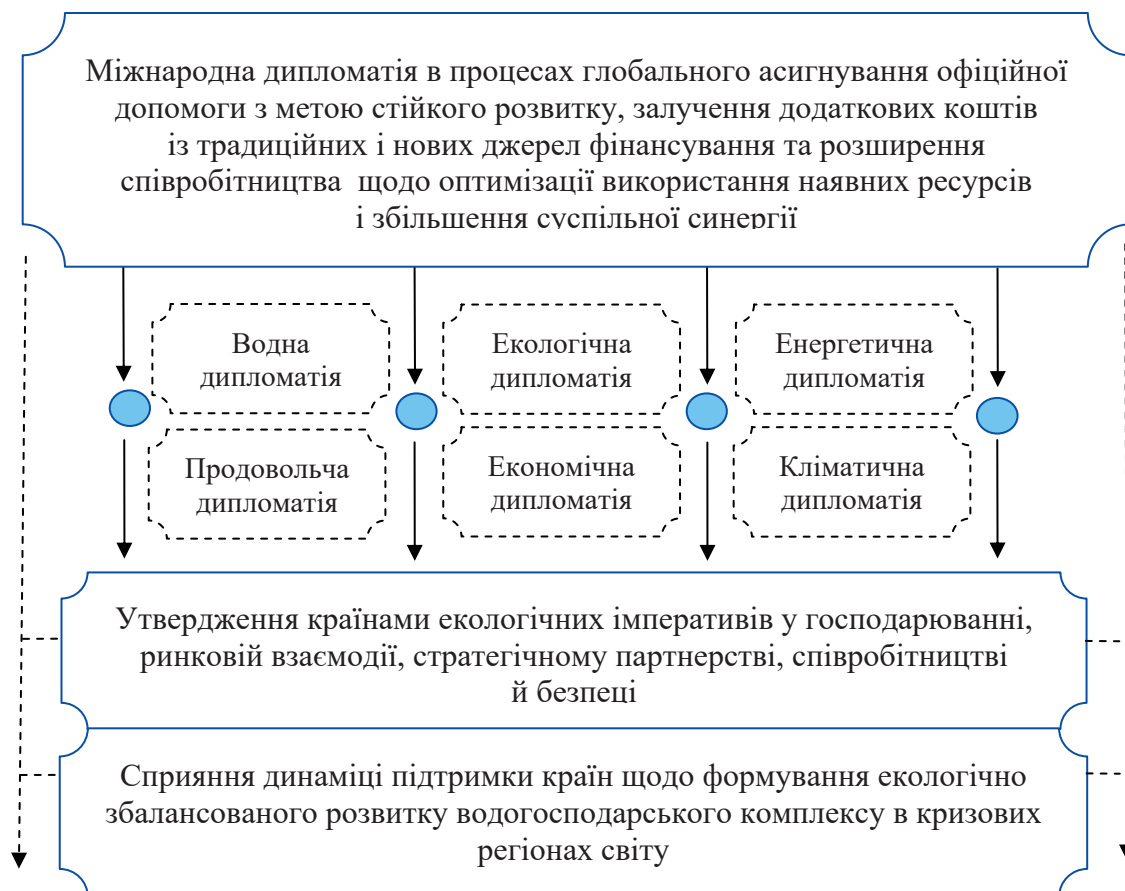 Міжнародна дипломатія в процесах глобального асигнування офіційної
допомоги з метою стійкого розвитку, залучення додаткових коштів
із традиційних і нових джерел фінансування та розширення
співробітництва щодо оптимізації використання наявних ресурсів
і збільшення суспільної синергії
Водна
дипломатія
Екологічна
дипломатія
Енергетична
дипломатія
Продовольча
дипломатія
Економічна
дипломатія
Кліматична
дипломатія
Утвердження країнами екологічних імперативів у господарюванні,
ринковій взаємодії, стратегічному партнерстві, співробітництві
й безпеці
Сприяння динаміці підтримки країн щодо формування екологічно
збалансованого розвитку водогосподарського комплексу в кризових
регіонах світу